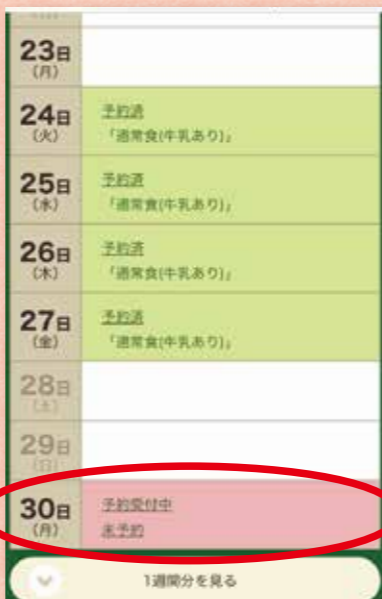 23日
(月)
24日
(火)
予約済
「通常食(牛乳あり)」
25日
(水)
予約済
「通常食(牛乳あり)」
26日
(木)
予約済
「通常食(牛乳あり)」
27日
(金)
予約済
「通常食(牛乳あり)」
28日
(土)
29日
(日)
30日
(月)
予約受付中
未予約
1週間分を見る